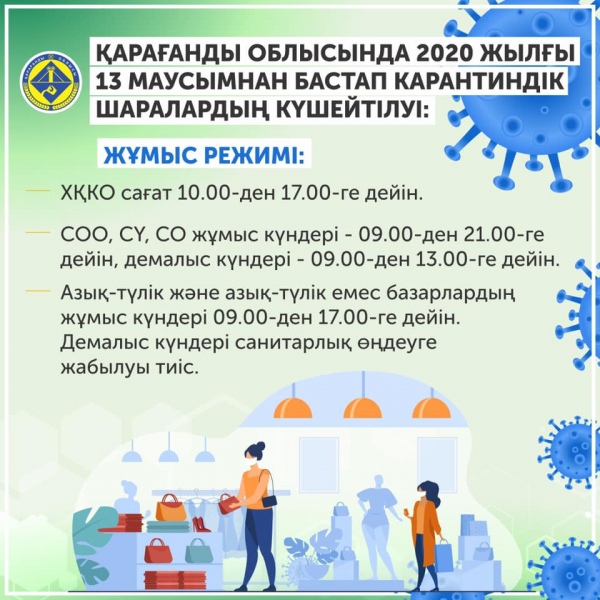 ҚАРАҒАНДЫ ОБЛЫСЫНДА 2020 ЖЫЛҒЫ
13 МАУСЫМНАН БАСТАП КАРАНТИНДІК
ШАРАЛАРДЫҢ КҮШЕЙТІЛУІ:
ЖҰМЫС РЕЖИМІ:
— ХҚКО сағат 10.00-ден 17.00-ге дейін.
— СОО, СҮ, СО жұмыс күндері - 09.00-ден 21.00-ге
дейін, демалыс күндері - 09.00-ден 13.00-ге дейін.
— Азық-түлік және азық-түлік емес базарлардың
жұмыс күндері 09.00-ден 17.00-ге дейін.
Демалыс күндері санитарлық өңдеуге
жабылуы тиіс.